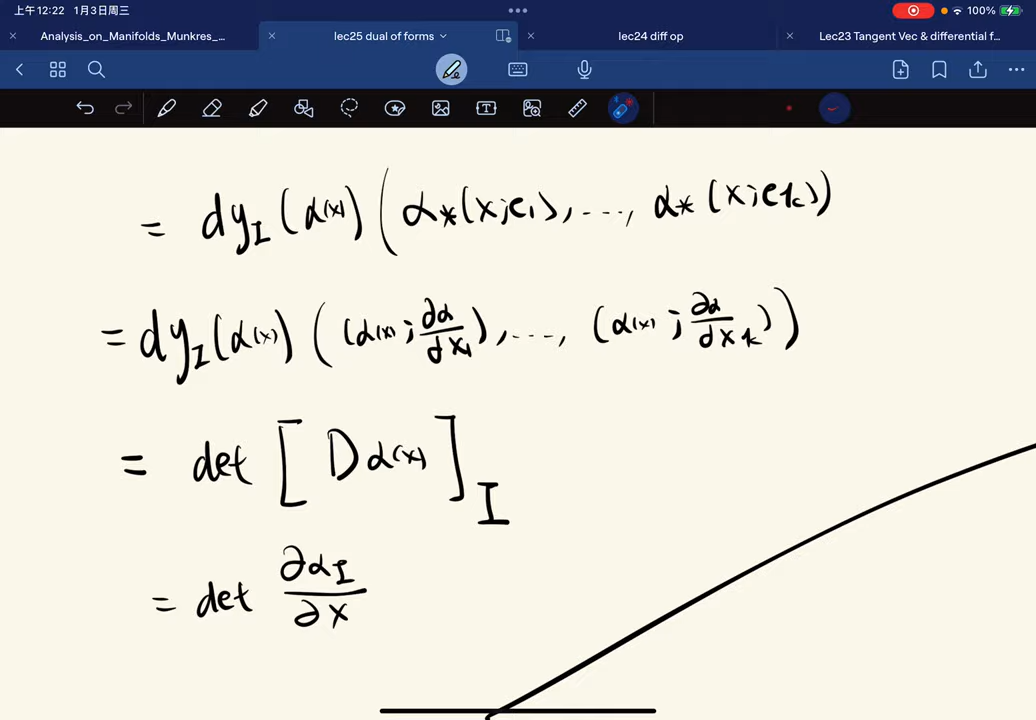 上午12:22 1月3日周三
100%
Analysis_on_Manifolds_Munkres_...
lec25 dual of forms
lec24 diff op
Lec23 Tangent Vec & differential f...
= dy_I (α(x)) (α_*(x;e_1), ..., α_*(x;e_k))
= dy_I (α(x)) ((α(x); ∂α/∂x_1), ..., (α(x); ∂α/∂x_k))
= det [Dα(x)]_I
= det ∂α_I/∂x